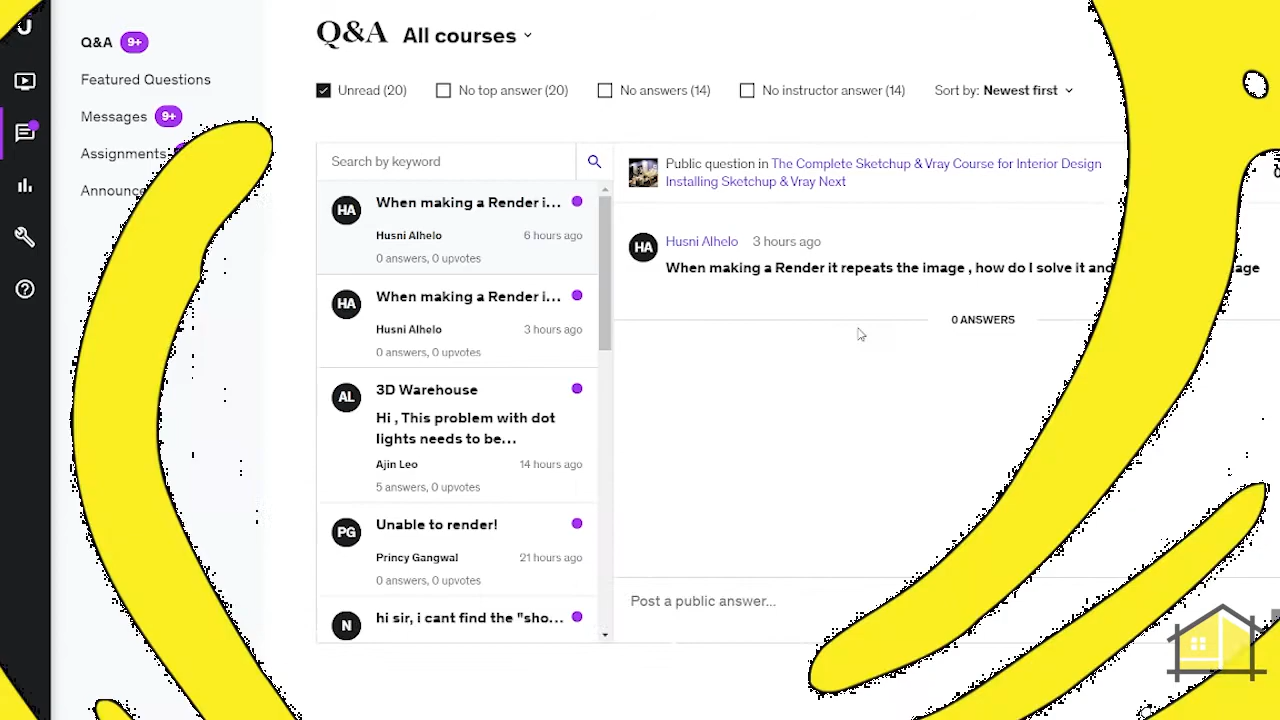 Q&A All courses
Q&A 9+
Featured Questions
Messages 9+
Assignments
Announc
Unread (20) No top answer (20) No answers (14) No instructor answer (14) Sort by: Newest first
Search by keyword
HA When making a Render i...
Husni Alhelo 6 hours ago
0 answers, 0 upvotes
HA When making a Render i...
Husni Alhelo 3 hours ago
0 answers, 0 upvotes
AL 3D Warehouse
Hi , This problem with dot
lights needs to be...
Ajin Leo 14 hours ago
5 answers, 0 upvotes
PG Unable to render!
Princy Gangwal 21 hours ago
0 answers, 0 upvotes
N hi sir, i cant find the "sho...
Public question in The Complete Sketchup & Vray Course for Interior Design
Installing Sketchup & Vray Next
HA Husni Alhelo 3 hours ago
When making a Render it repeats the image , how do I solve it and
0 ANSWERS
Post a public answer...